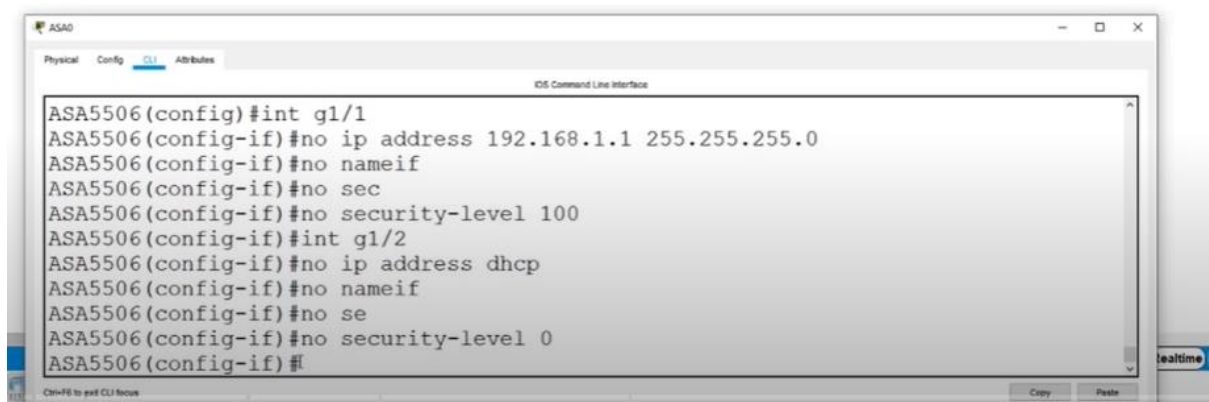 ASA0
Physical Config CLI Attributes
IOS Command Line Interface
ASA5506(config)#int g1/1
ASA5506(config-if)#no ip address 192.168.1.1 255.255.255.0
ASA5506(config-if)#no nameif
ASA5506(config-if)#no sec
ASA5506(config-if)#no security-level 100
ASA5506(config-if)#int g1/2
ASA5506(config-if)#no ip address dhcp
ASA5506(config-if)#no nameif
ASA5506(config-if)#no se
ASA5506(config-if)#no security-level 0
ASA5506(config-if)#
Realtime
Ctrl+F6 to exit CLI focus
Copy Paste